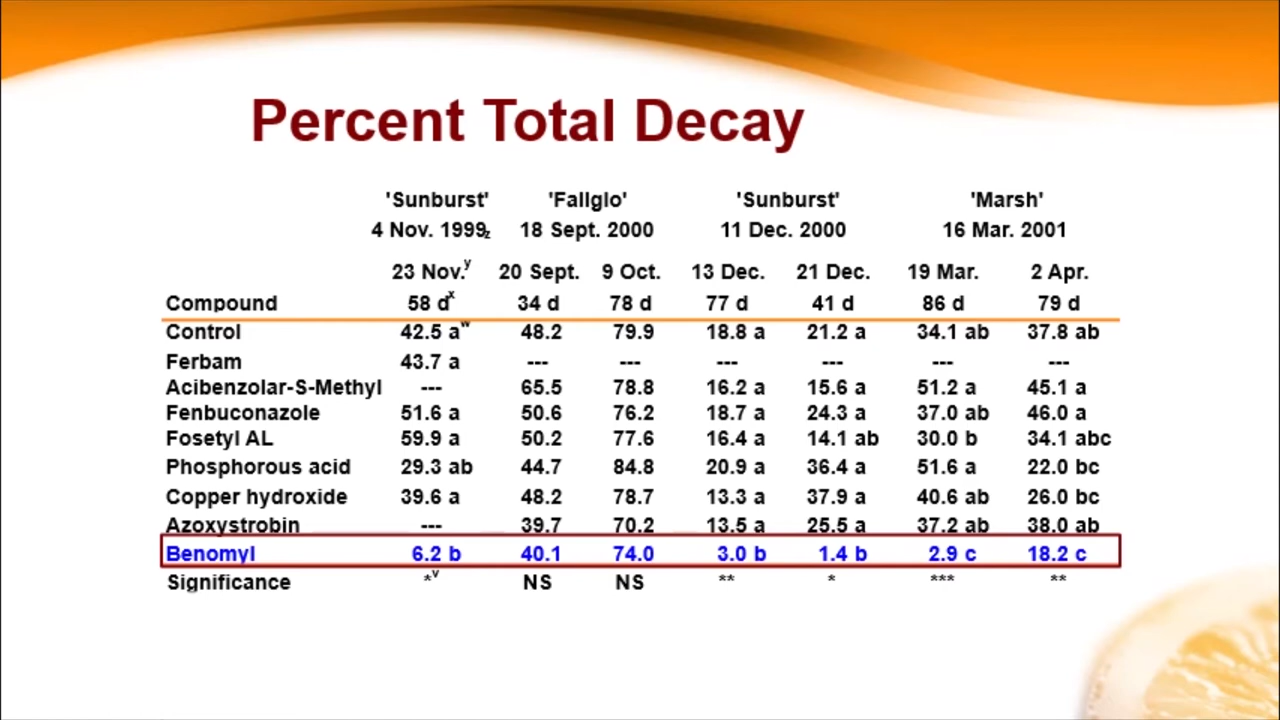 Percent Total Decay
'Sunburst' 'Fallglo' 'Sunburst' 'Marsh'
4 Nov. 1999z 18 Sept. 2000 11 Dec. 2000 16 Mar. 2001
23 Nov.y 20 Sept. 9 Oct. 13 Dec. 21 Dec. 19 Mar. 2 Apr.
Compound 58 dx 34 d 78 d 77 d 41 d 86 d 79 d
Control 42.5 aw 48.2 79.9 18.8 a 21.2 a 34.1 ab 37.8 ab
Ferbam 43.7 a --- --- --- --- --- ---
Acibenzolar-S-Methyl --- 65.5 78.8 16.2 a 15.6 a 51.2 a 45.1 a
Fenbuconazole 51.6 a 50.6 76.2 18.7 a 24.3 a 37.0 ab 46.0 a
Fosetyl AL 59.9 a 50.2 77.6 16.4 a 14.1 ab 30.0 b 34.1 abc
Phosphorous acid 29.3 ab 44.7 84.8 20.9 a 36.4 a 51.6 a 22.0 bc
Copper hydroxide 39.6 a 48.2 78.7 13.3 a 37.9 a 40.6 ab 26.0 bc
Azoxystrobin --- 39.7 70.2 13.5 a 25.5 a 37.2 ab 38.0 ab
Benomyl 6.2 b 40.1 74.0 3.0 b 1.4 b 2.9 c 18.2 c
Significance *v NS NS ** * *** **